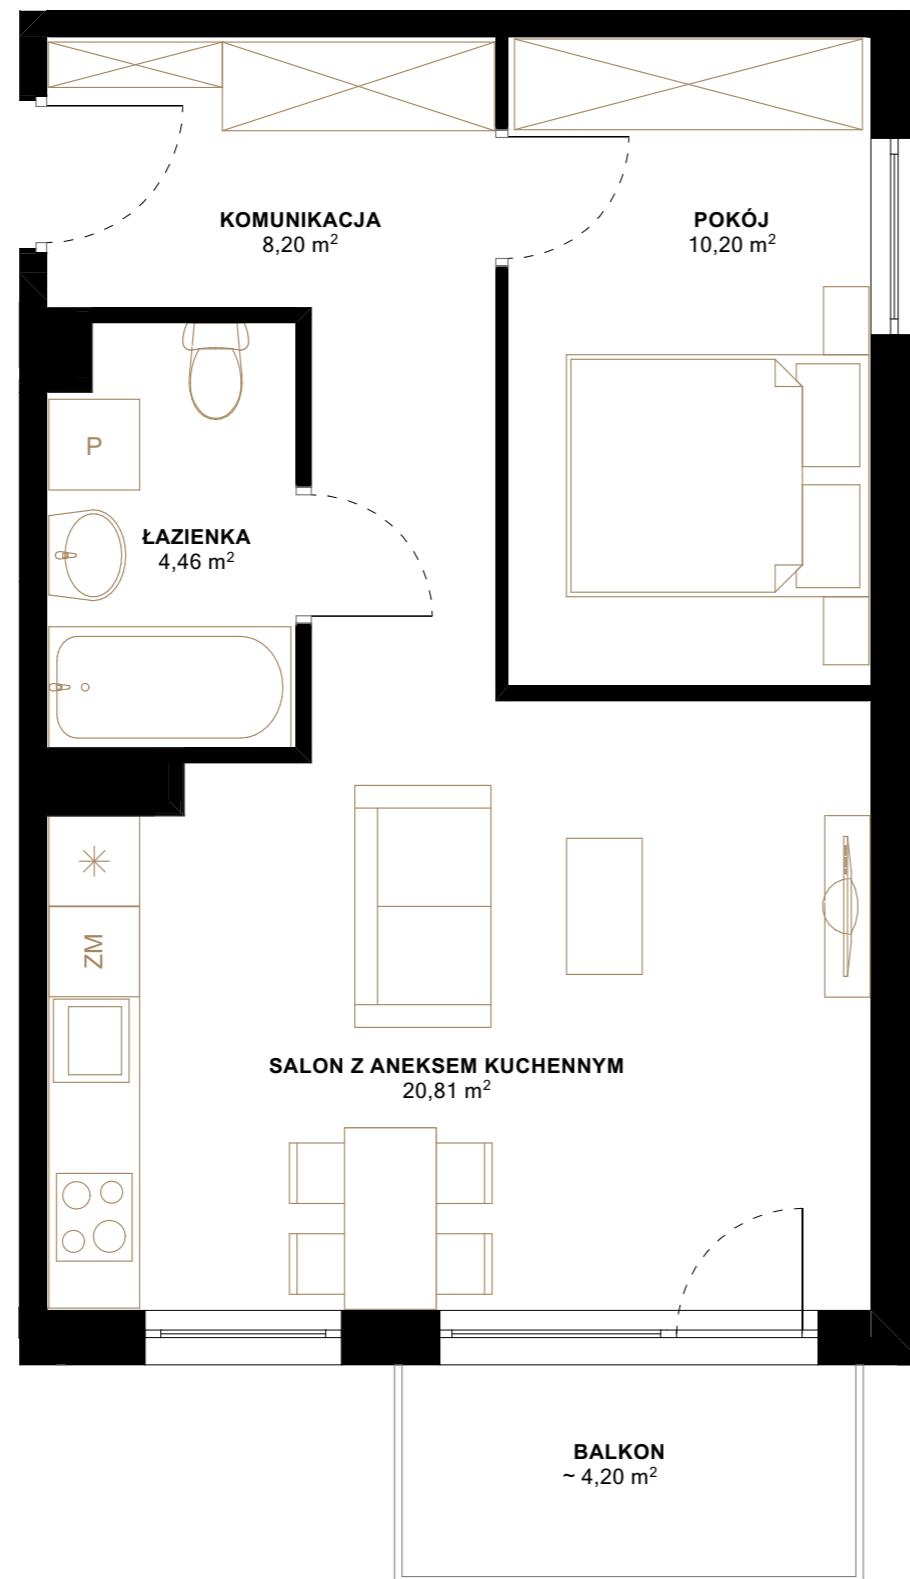 KOMUNIKACJA
8,20 m²
POKÓJ
10,20 m²
P
ŁAZIENKA
4,46 m²
ZM
SALON Z ANEKSEM KUCHENNYM
20,81 m²
BALKON
~ 4,20 m²